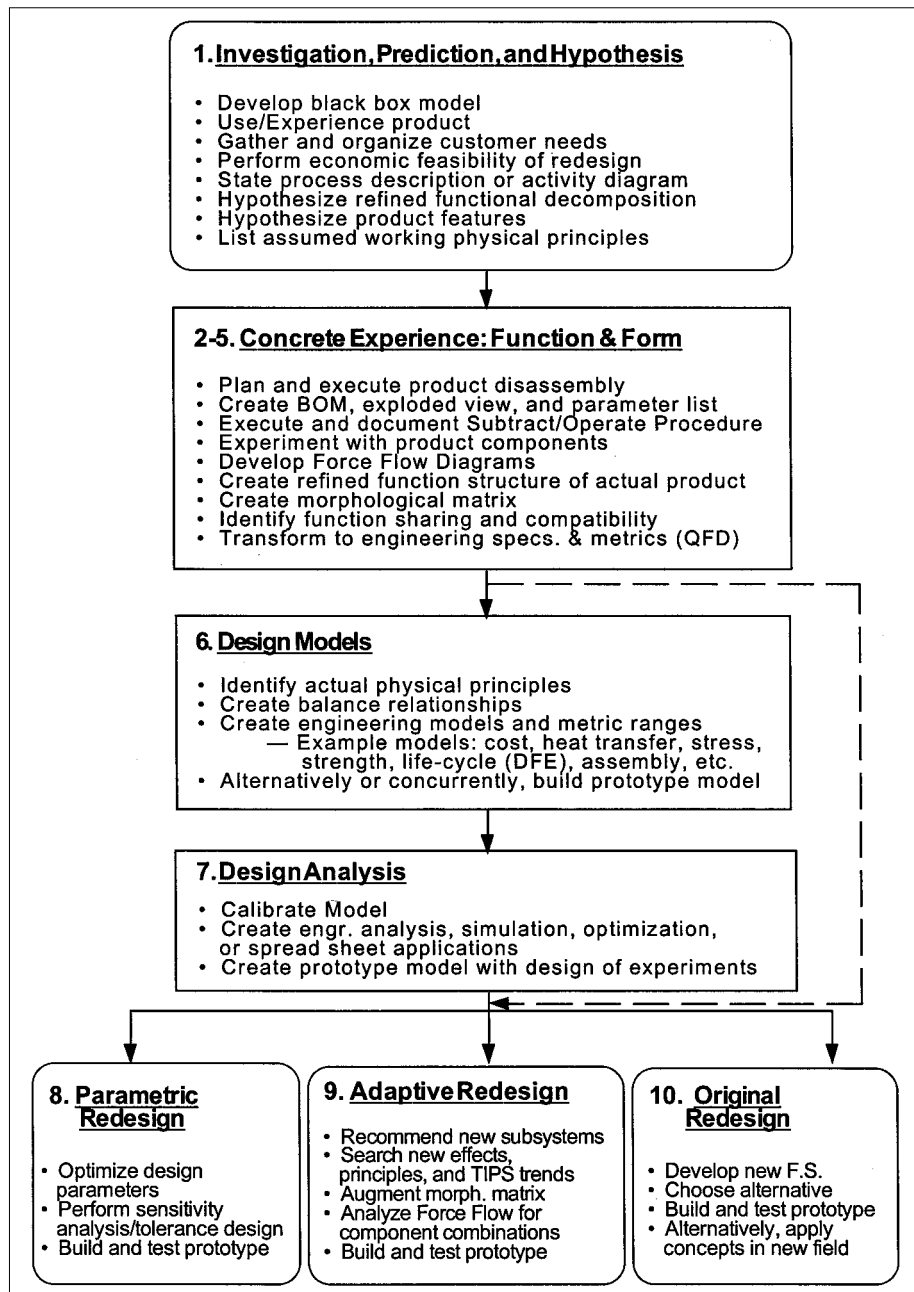 1. Investigation, Prediction, and Hypothesis
• Develop black box model
• Use/Experience product
• Gather and organize customer needs
• Perform economic feasibility of redesign
• State process description or activity diagram
• Hypothesize refined functional decomposition
• Hypothesize product features
• List assumed working physical principles
2-5. Concrete Experience: Function & Form
• Plan and execute product disassembly
• Create BOM, exploded view, and parameter list
• Execute and document Subtract/Operate Procedure
• Experiment with product components
• Develop Force Flow Diagrams
• Create refined function structure of actual product
• Create morphological matrix
• Identify function sharing and compatibility
• Transform to engineering specs. & metrics (QFD)
6. Design Models
• Identify actual physical principles
• Create balance relationships
• Create engineering models and metric ranges
— Example models: cost, heat transfer, stress,
strength, life-cycle (DFE), assembly, etc.
• Alternatively or concurrently, build prototype model
7. Design Analysis
• Calibrate Model
• Create engr. analysis, simulation, optimization,
or spread sheet applications
• Create prototype model with design of experiments
8. Parametric
Redesign
• Optimize design
parameters
• Perform sensitivity
analysis/tolerance design
• Build and test prototype
9. Adaptive Redesign
• Recommend new subsystems
• Search new effects,
principles, and TIPS trends
• Augment morph. matrix
• Analyze Force Flow for
component combinations
• Build and test prototype
10. Original
Redesign
• Develop new F.S.
• Choose alternative
• Build and test prototype
• Alternatively, apply
concepts in new field